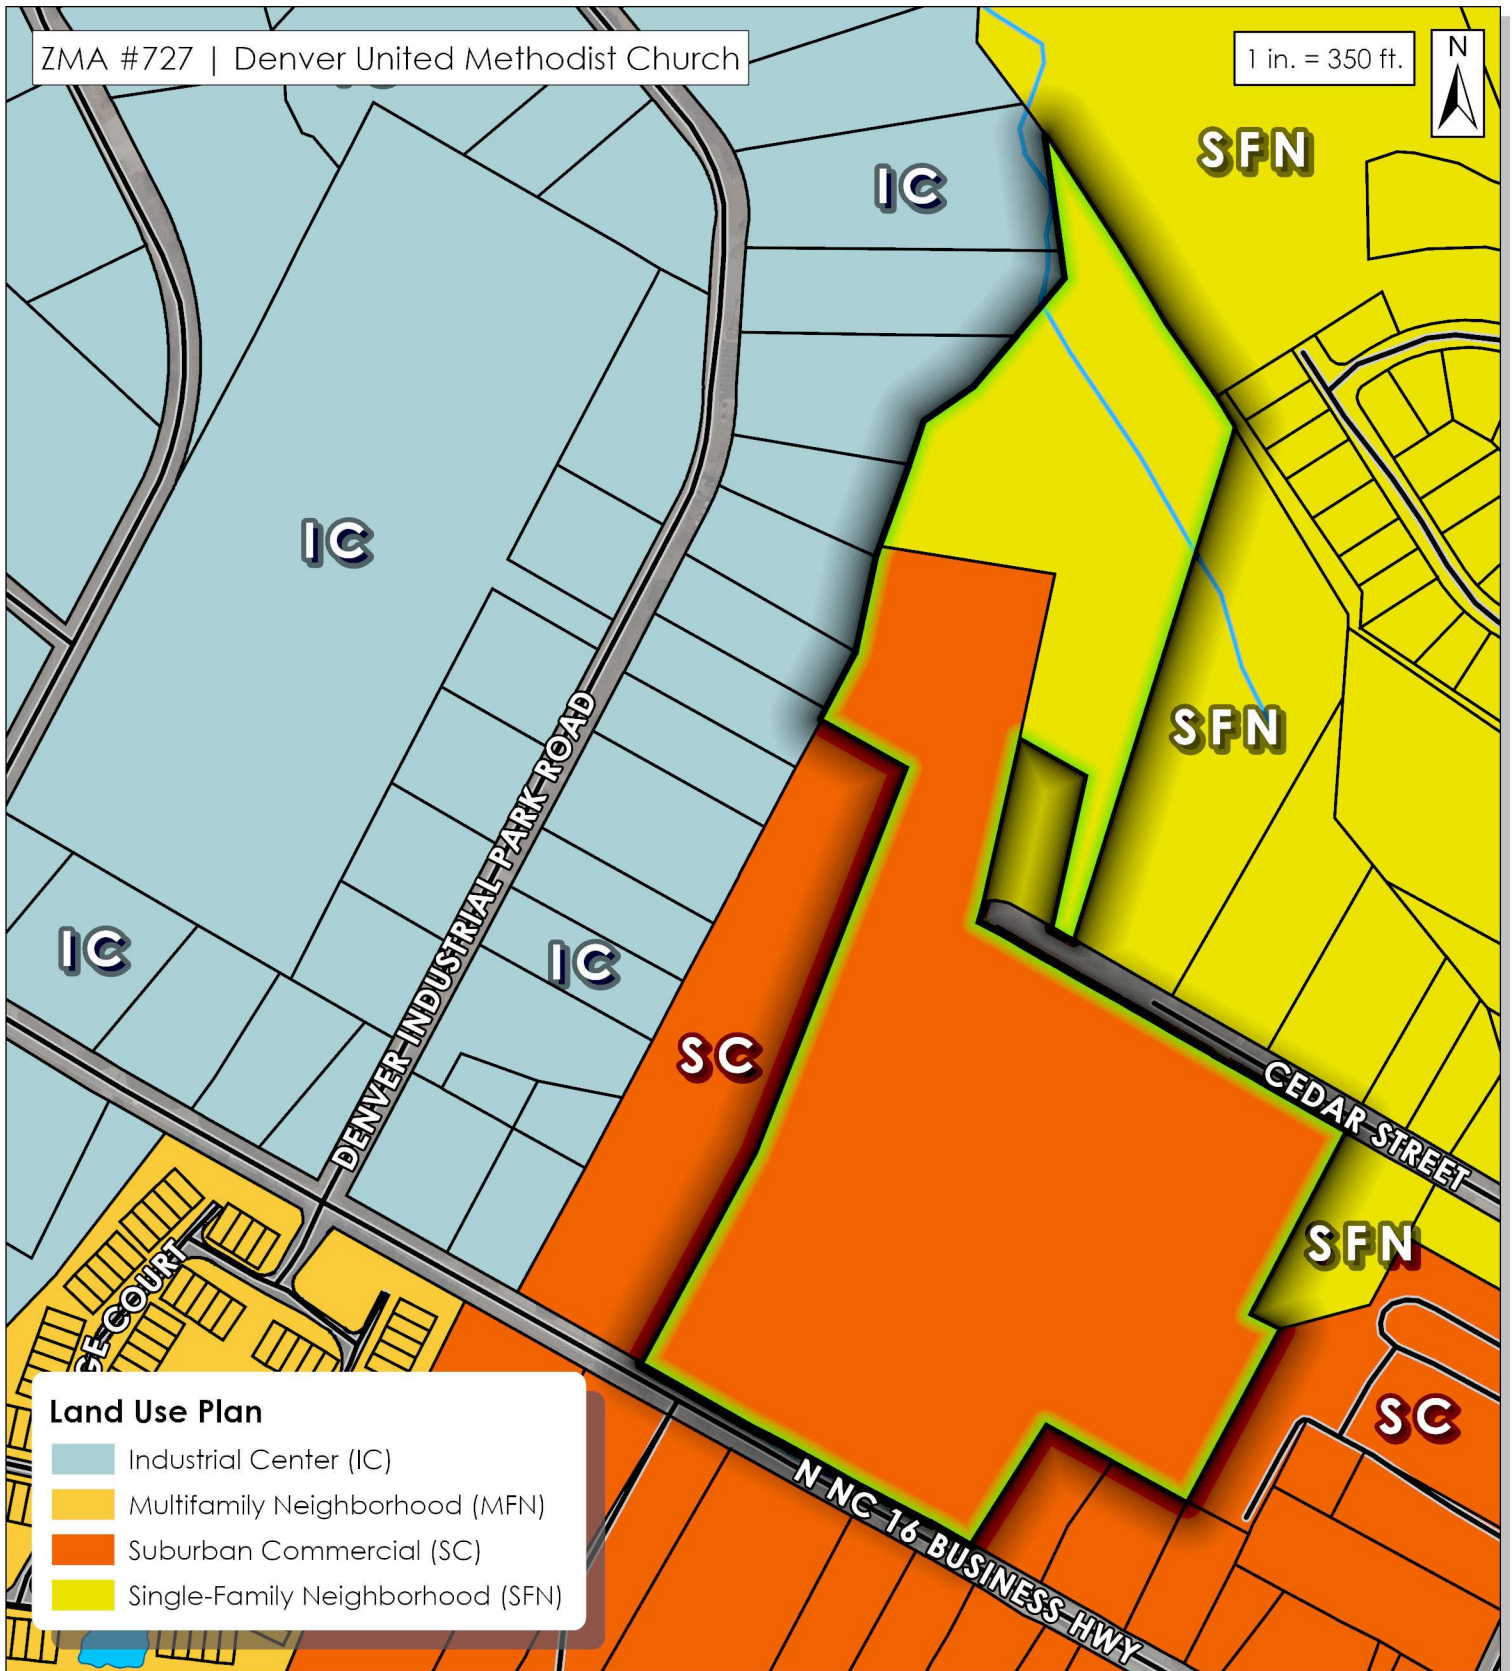 ZMA #727 | Denver United Methodist Church
1 in. = 350 ft.
N
SFN
IC
IC
SFN
DENVER INDUSTRIAL PARK ROAD
IC
IC
SC
CEDAR STREET
SFN
GE COURT
SC
N NC 16 BUSINESS HWY
Land Use Plan
Industrial Center (IC)
Multifamily Neighborhood (MFN)
Suburban Commercial (SC)
Single-Family Neighborhood (SFN)